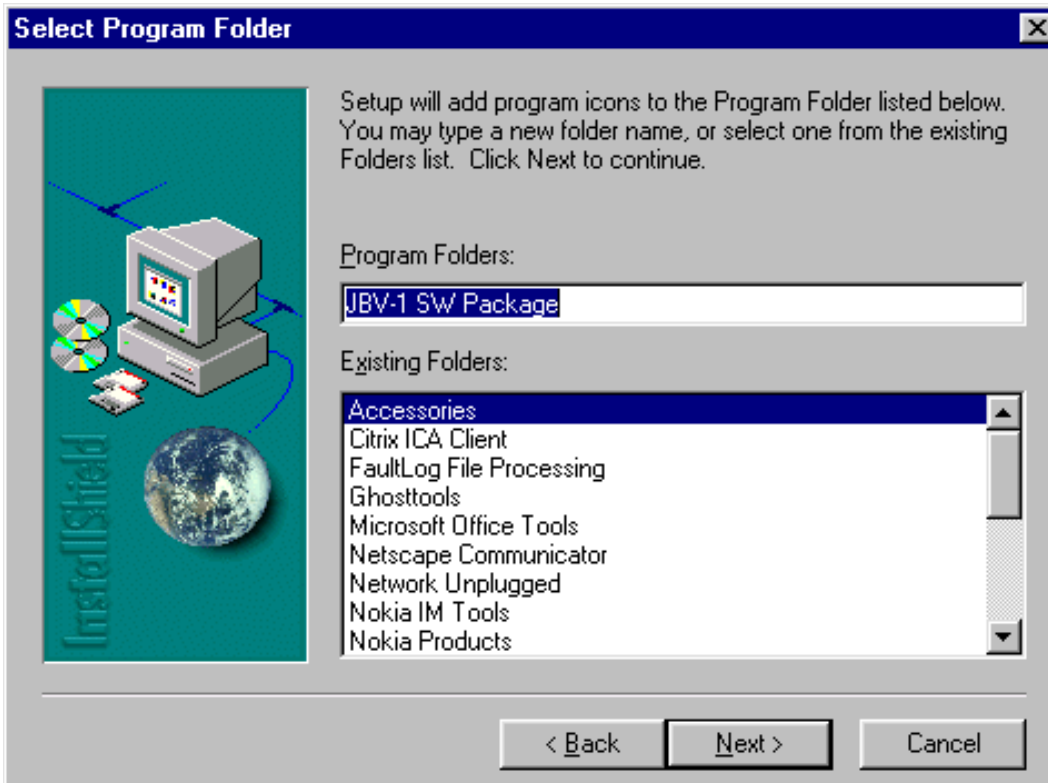 Select Program Folder
Setup will add program icons to the Program Folder listed below.
You may type a new folder name, or select one from the existing
Folders list.  Click Next to continue.
Program Folders:
JBV-1 SW Package
Existing Folders:
Accessories
Citrix ICA Client
FaultLog File Processing
Ghosttools
Microsoft Office Tools
Netscape Communicator
Network Unplugged
Nokia IM Tools
Nokia Products
InstallShield
< Back
Next >
Cancel